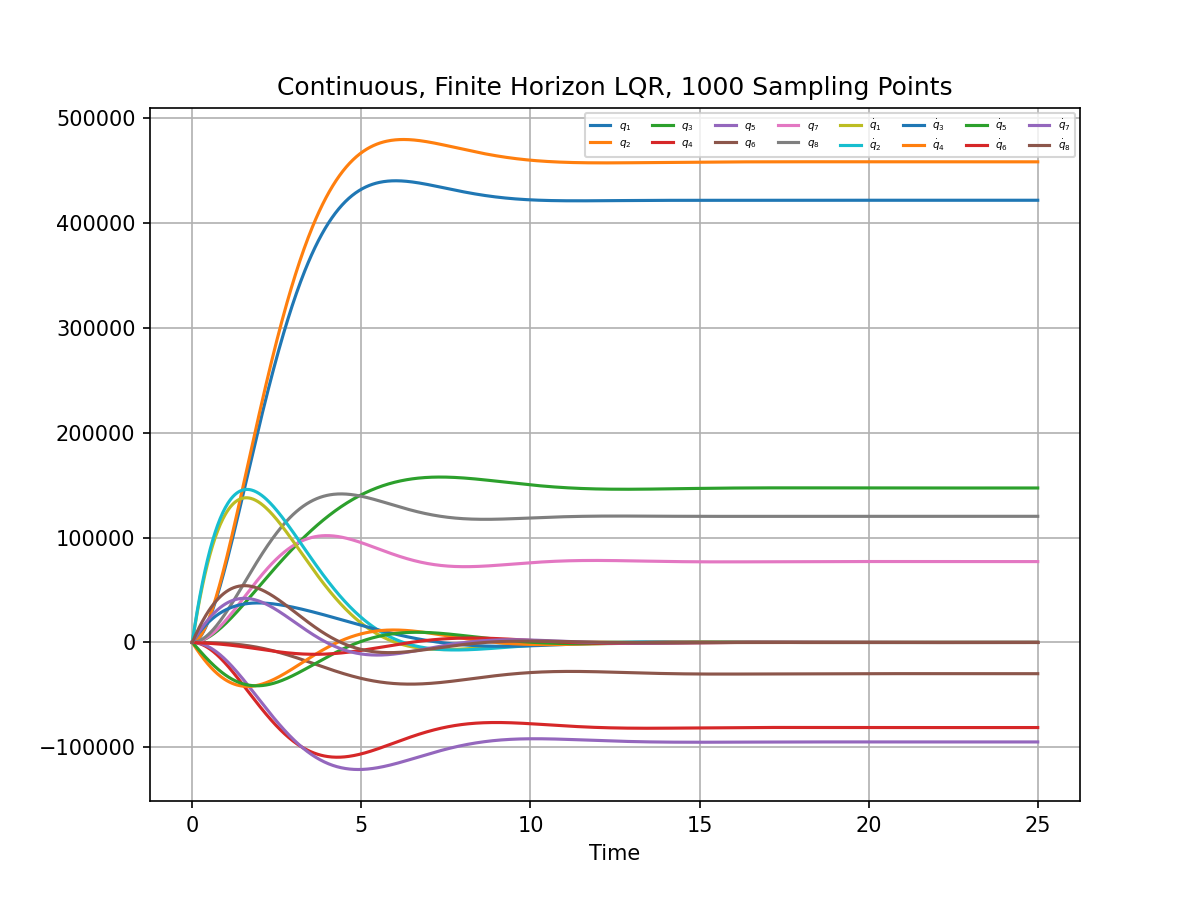 Continuous, Finite Horizon LQR, 1000 Sampling Points
500000
400000
300000
200000
100000
0
−100000
q₁ q₃ q₅ q₇ q̇₁ q̇₃ q̇₅ q̇₇
q₂ q₄ q₆ q₈ q̇₂ q̇₄ q̇₆ q̇₈
0 5 10 15 20 25
Time